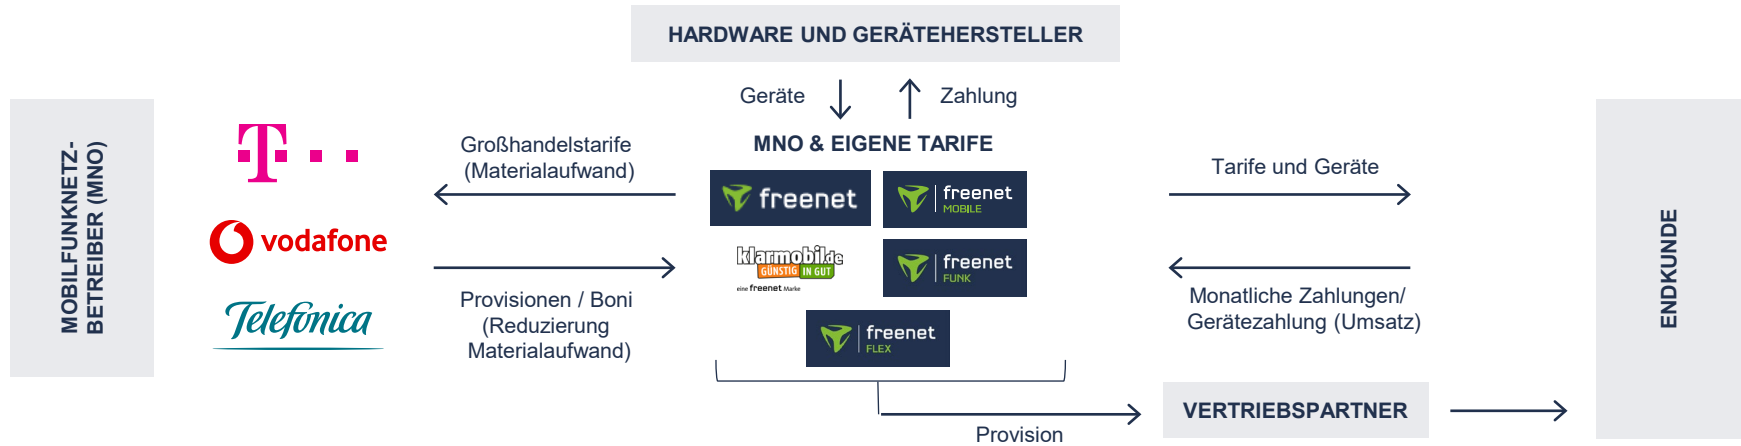 HARDWARE UND GERÄTEHERSTELLER
Geräte
Zahlung
MOBILFUNKNETZ-
BETREIBER (MNO)
T
vodafone
Telefónica
Großhandelstarife
(Materialaufwand)
Provisionen / Boni
(Reduzierung
Materialaufwand)
MNO & EIGENE TARIFE
freenet
freenet
MOBILE
klarmobil.de
GÜNSTIG IN GUT
eine freenet Marke
freenet
FUNK
freenet
FLEX
Tarife und Geräte
Monatliche Zahlungen/
Gerätezahlung (Umsatz)
Provision
VERTRIEBSPARTNER
ENDKUNDE